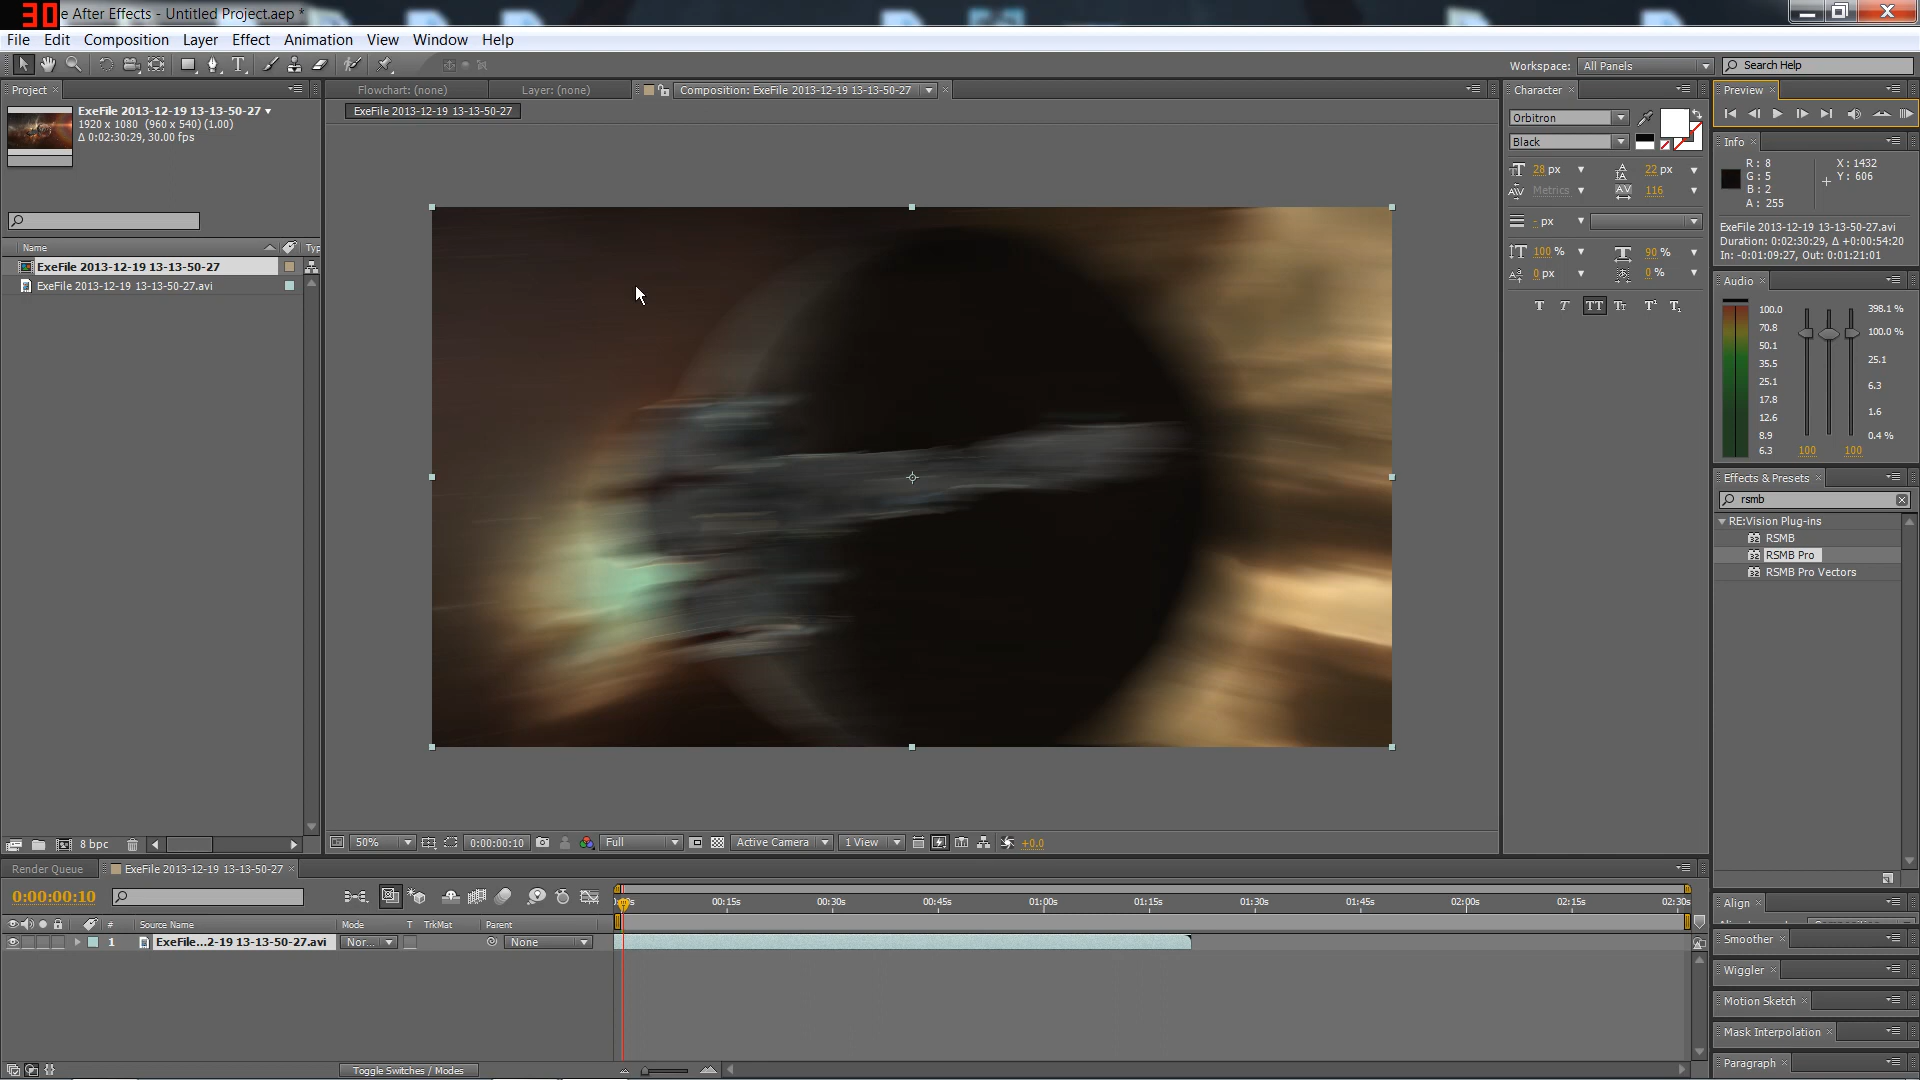 30 e After Effects - Untitled Project.aep *
File Edit Composition Layer Effect Animation View Window Help
Workspace: All Panels Search Help
Project
ExeFile 2013-12-19 13-13-50-27
1920 x 1080 (960 x 540) (1.00)
Δ 0:02:30:29, 30.00 fps
Name Typ
ExeFile 2013-12-19 13-13-50-27
ExeFile 2013-12-19 13-13-50-27.avi
8 bpc
Flowchart: (none) Layer: (none) Composition: ExeFile 2013-12-19 13-13-50-27
ExeFile 2013-12-19 13-13-50-27
50% 0:00:00:10 Full Active Camera 1 View +0.0
Character
Orbitron
Black
28 px 22 px
Metrics 116
- px
100 % 90 %
0 px 0 %
T T TT Tt T¹ T₁
Preview
Info
R : 8
G : 5
B : 2
A : 255
X : 1432
Y : 606
ExeFile 2013-12-19 13-13-50-27.avi
Duration: 0:02:30:29, Δ +0:00:54:20
In: -0:01:09:27, Out: 0:01:21:01
Audio
100.0 398.1 %
70.8 100.0 %
50.1 25.1
35.5 6.3
25.1 1.6
17.8 0.4 %
12.6
8.9
6.3 100 100
Effects & Presets
rsmb
RE:Vision Plug-ins
32 RSMB
32 RSMB Pro
32 RSMB Pro Vectors
Align
Smoother
Wiggler
Motion Sketch
Mask Interpolation
Paragraph
Render Queue ExeFile 2013-12-19 13-13-50-27
0:00:00:10
00:15s 00:30s 00:45s 01:00s 01:15s 01:30s 01:45s 02:00s 02:15s 02:30s
# Source Name Mode T TrkMat Parent
1 ExeFile...2-19 13-13-50-27.avi Nor... None
Toggle Switches / Modes